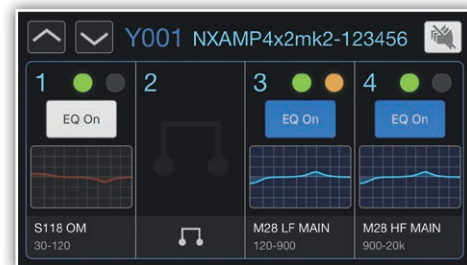 Y001 NXAMP4x2mk2-123456
1 2 3 4
EQ On EQ On EQ On
S118 OM M28 LF MAIN M28 HF MAIN
30-120 120-900 900-20k